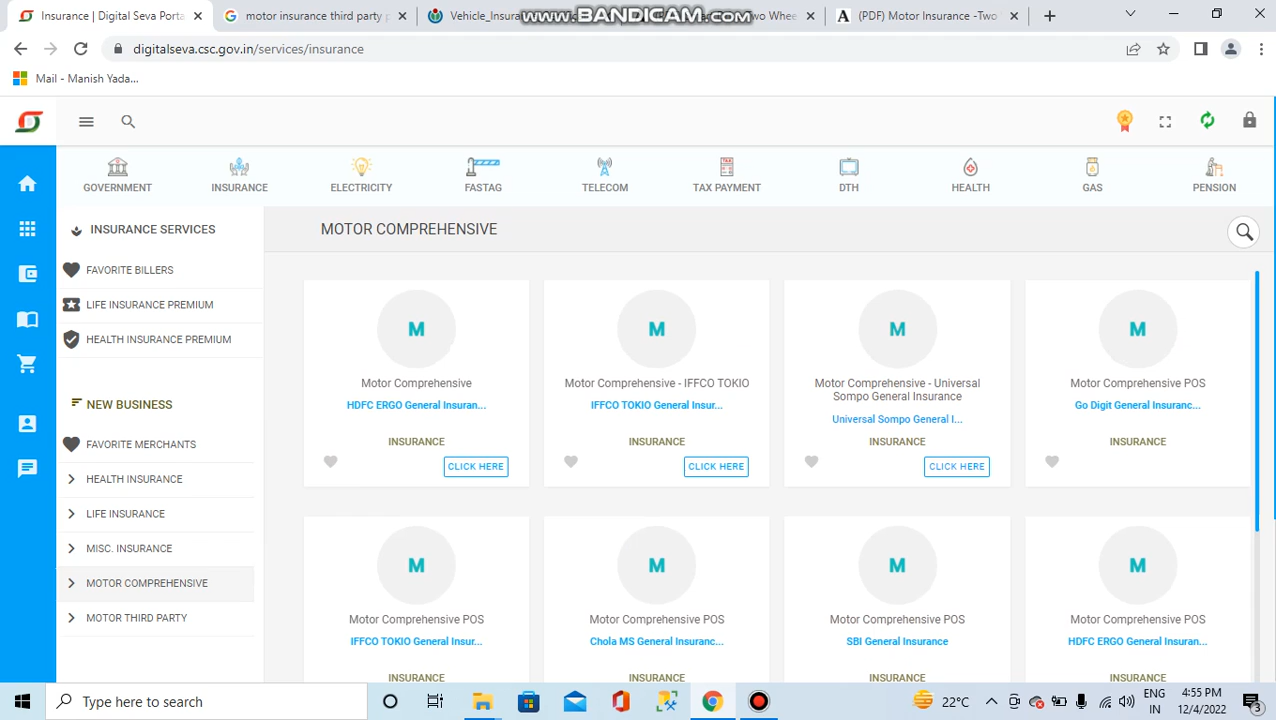 Insurance | Digital Seva Porta
motor insurance third party p
Vehicle_Insur
wo Whee
(PDF) Motor Insurance -Two
www.BANDICAM.com
digitalseva.csc.gov.in/services/insurance
Mail - Manish Yada...
GOVERNMENT
INSURANCE
ELECTRICITY
FASTAG
TELECOM
TAX PAYMENT
DTH
HEALTH
GAS
PENSION
INSURANCE SERVICES
FAVORITE BILLERS
LIFE INSURANCE PREMIUM
HEALTH INSURANCE PREMIUM
NEW BUSINESS
FAVORITE MERCHANTS
HEALTH INSURANCE
LIFE INSURANCE
MISC. INSURANCE
MOTOR COMPREHENSIVE
MOTOR THIRD PARTY
MOTOR COMPREHENSIVE
M
Motor Comprehensive
HDFC ERGO General Insuran...
INSURANCE
CLICK HERE
M
Motor Comprehensive - IFFCO TOKIO
IFFCO TOKIO General Insur...
INSURANCE
CLICK HERE
M
Motor Comprehensive - Universal
Sompo General Insurance
Universal Sompo General I...
INSURANCE
CLICK HERE
M
Motor Comprehensive POS
Go Digit General Insuranc...
INSURANCE
M
Motor Comprehensive POS
IFFCO TOKIO General Insur...
INSURANCE
M
Motor Comprehensive POS
Chola MS General Insuranc...
INSURANCE
M
Motor Comprehensive POS
SBI General Insurance
INSURANCE
M
Motor Comprehensive POS
HDFC ERGO General Insuran...
INSURANCE
Type here to search
22°C
ENG
IN
4:55 PM
12/4/2022
3